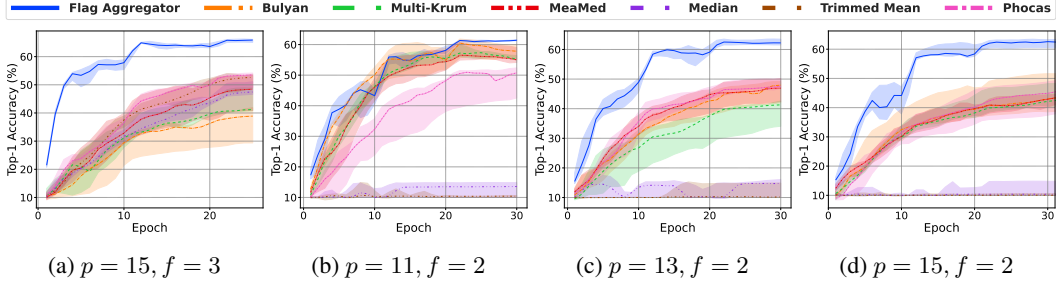 Flag Aggregator Bulyan Multi-Krum MeaMed Median Trimmed Mean Phocas
Top-1 Accuracy (%)
60
50
40
30
20
10
0 10 20
Epoch
(a) p = 15, f = 3
Top-1 Accuracy (%)
60
50
40
30
20
10
0 10 20 30
Epoch
(b) p = 11, f = 2
Top-1 Accuracy (%)
60
50
40
30
20
10
0 10 20 30
Epoch
(c) p = 13, f = 2
Top-1 Accuracy (%)
60
50
40
30
20
10
0 10 20 30
Epoch
(d) p = 15, f = 2